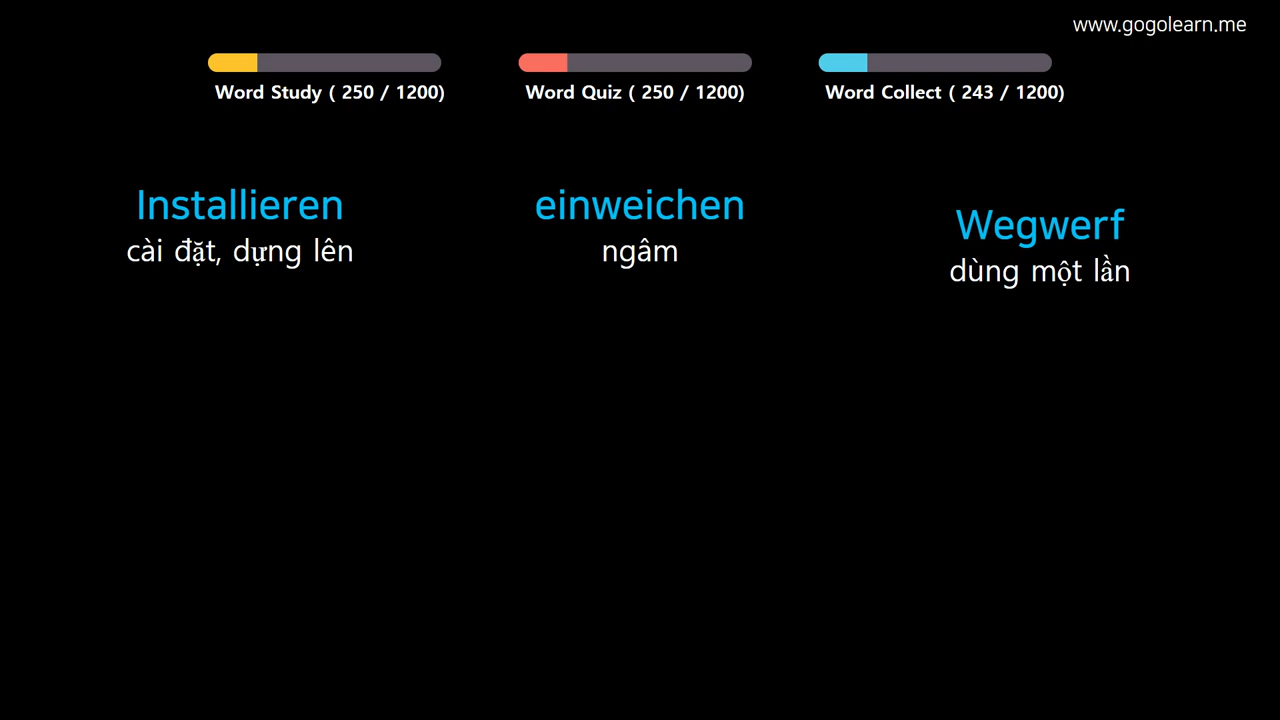 www.gogolearn.me
Word Study ( 250 / 1200)
Word Quiz ( 250 / 1200)
Word Collect ( 243 / 1200)
Installieren
cài đặt, dựng lên
einweichen
ngâm
Wegwerf
dùng một lần